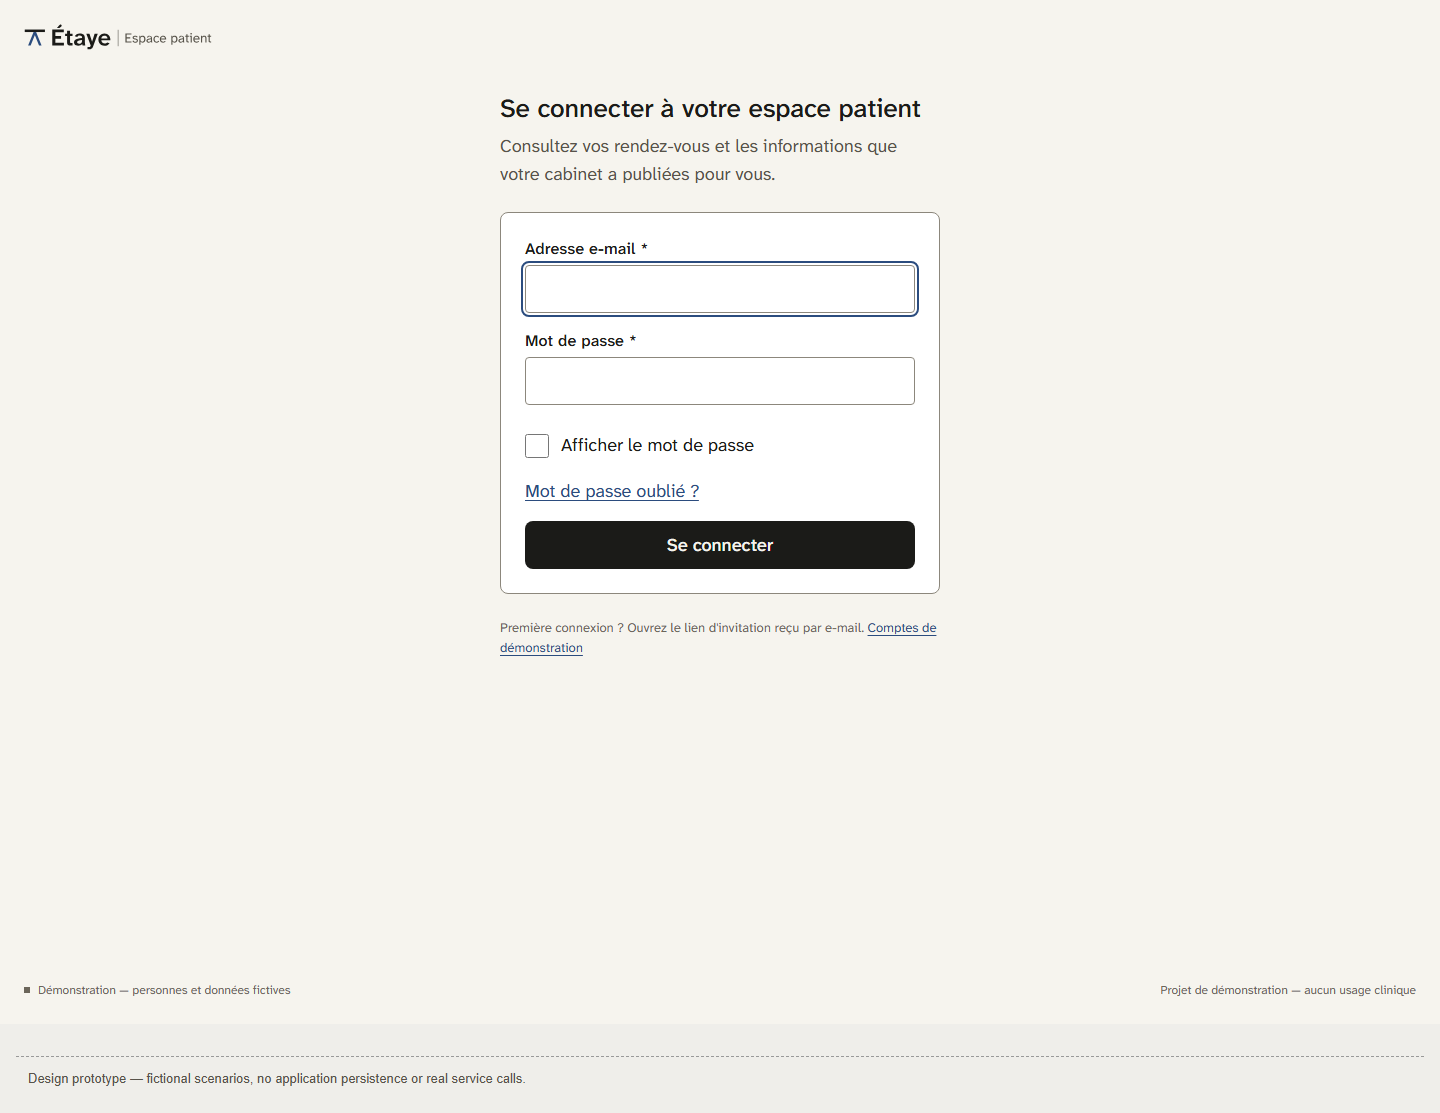 Étaye | Espace patient
Se connecter à votre espace patient
Consultez vos rendez-vous et les informations que
votre cabinet a publiées pour vous.
Adresse e-mail *
Mot de passe *
Afficher le mot de passe
Mot de passe oublié ?
Se connecter
Première connexion ? Ouvrez le lien d'invitation reçu par e-mail. Comptes de
démonstration
Démonstration — personnes et données fictives
Projet de démonstration — aucun usage clinique
Design prototype — fictional scenarios, no application persistence or real service calls.